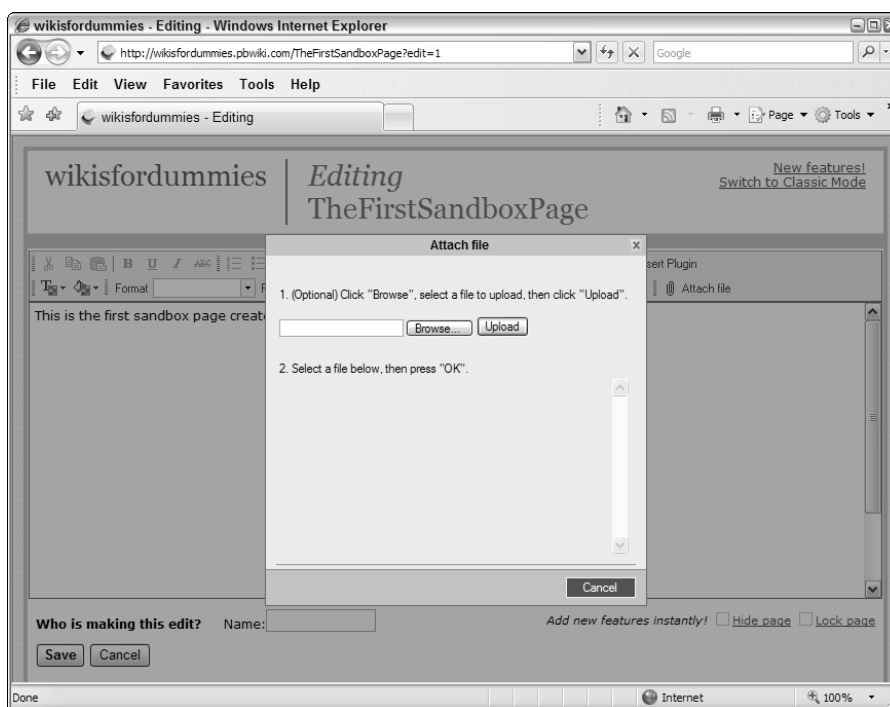 wikisfordummies - Editing - Windows Internet Explorer
http://wikisfordummies.pbwiki.com/TheFirstSandboxPage?edit=1
Google
File Edit View Favorites Tools Help
wikisfordummies - Editing
Page Tools
wikisfordummies
Editing
TheFirstSandboxPage
New features!
Switch to Classic Mode
Attach file x
B U I ABC
sert Plugin
Format
Attach file
1. (Optional) Click "Browse", select a file to upload, then click "Upload".
This is the first sandbox page creat
Browse... Upload
2. Select a file below, then press "OK".
Cancel
Who is making this edit? Name:
Add new features instantly! Hide page Lock page
Save Cancel
Done Internet 100%